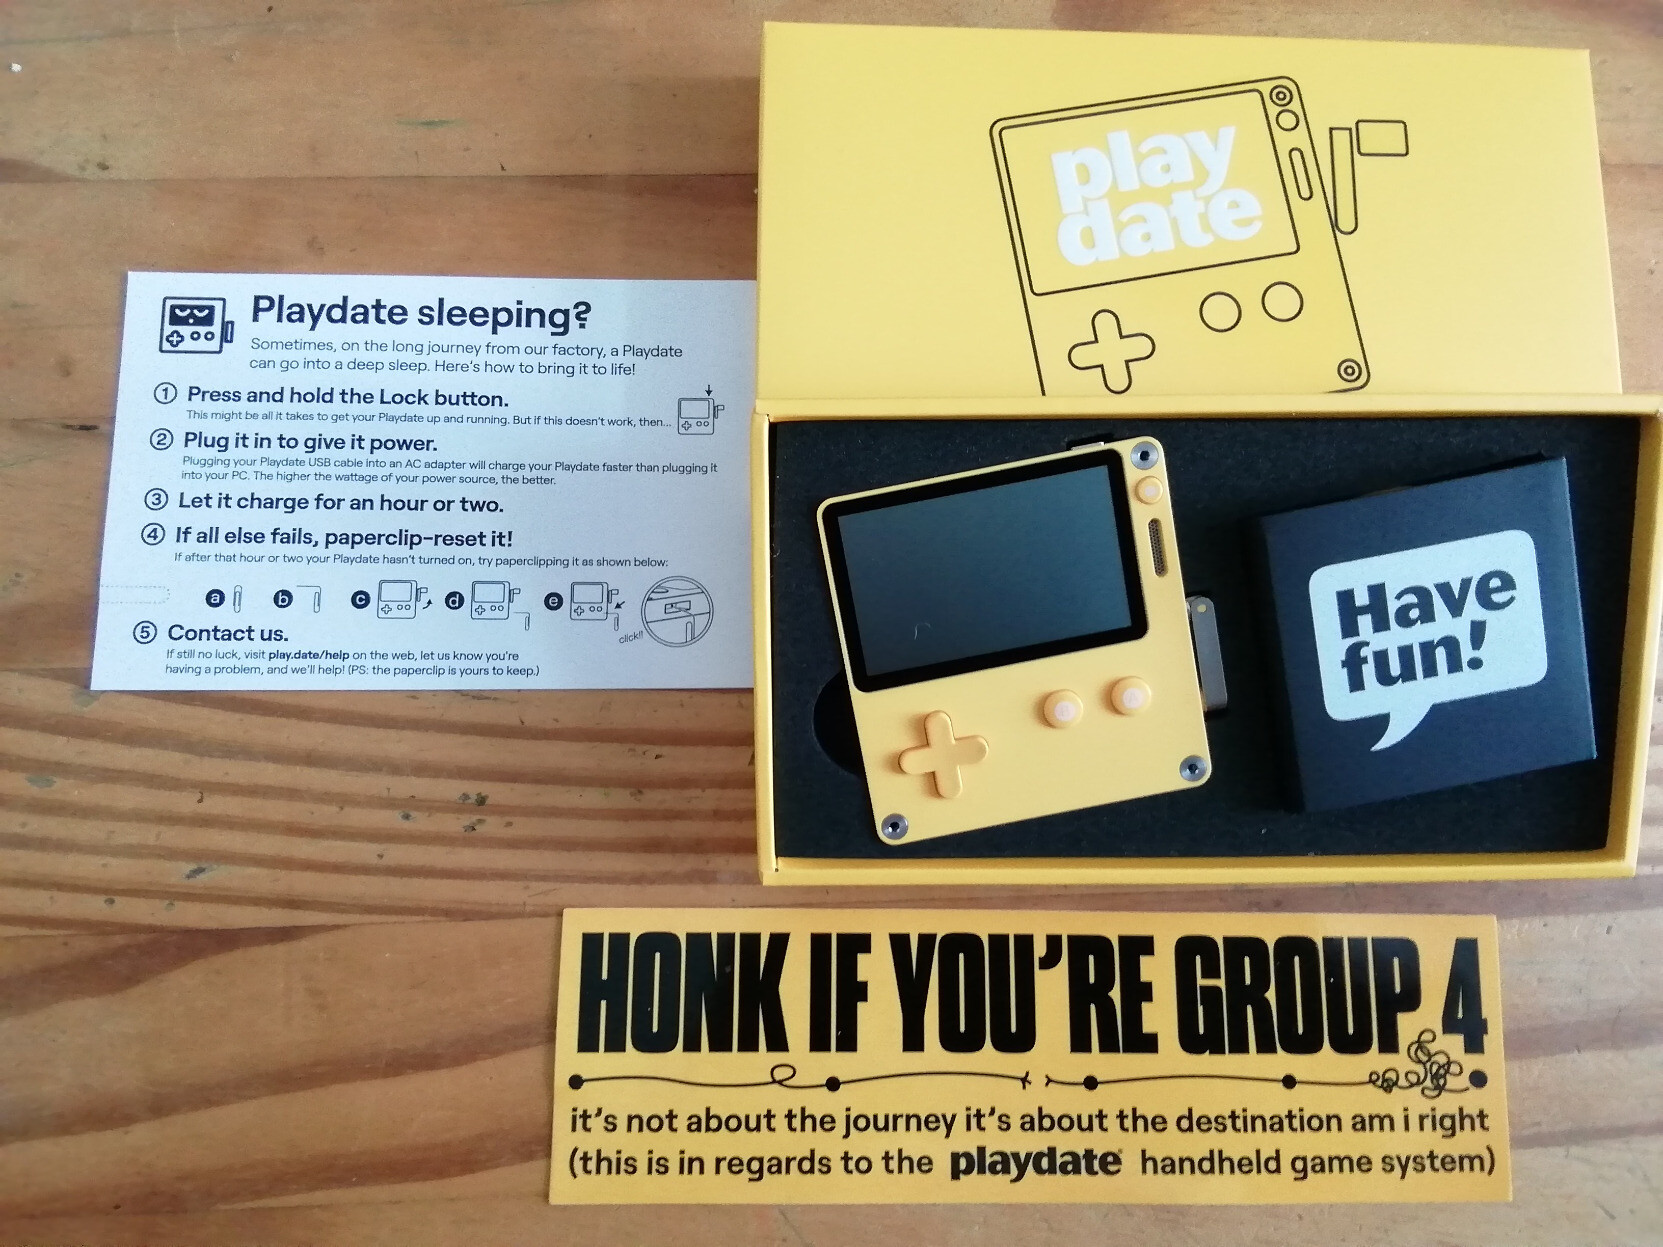 play
date
Playdate sleeping?
Sometimes, on the long journey from our factory, a Playdate
can go into a deep sleep. Here's how to bring it to life!
1 Press and hold the Lock button.
This might be all it takes to get your Playdate up and running. But if this doesn't work, then...
2 Plug it in to give it power.
Plugging your Playdate USB cable into an AC adapter will charge your Playdate faster than plugging it
into your PC. The higher the wattage of your power source, the better.
3 Let it charge for an hour or two.
4 If all else fails, paperclip-reset it!
If after that hour or two your Playdate hasn't turned on, try paperclipping it as shown below:
a b c d e
click!!
5 Contact us.
If still no luck, visit play.date/help on the web, let us know you're
having a problem, and we'll help! (PS: the paperclip is yours to keep.)
B A
Have
fun!
HONK IF YOU'RE GROUP 4
it's not about the journey it's about the destination am i right
(this is in regards to the playdate handheld game system)